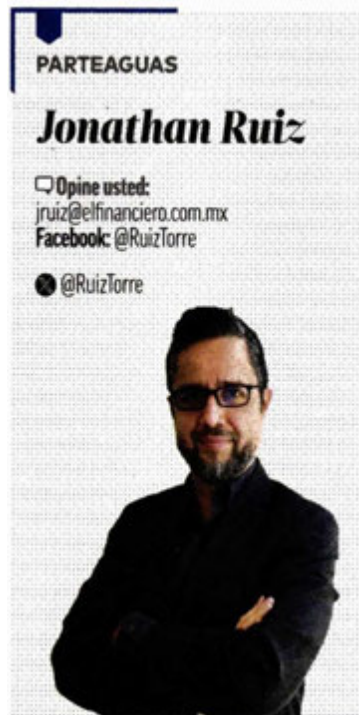 PARTEAGUAS
Jonathan Ruiz
Opine usted:
jruiz@elfinanciero.com.mx
Facebook: @RuizTorre
@RuizTorre